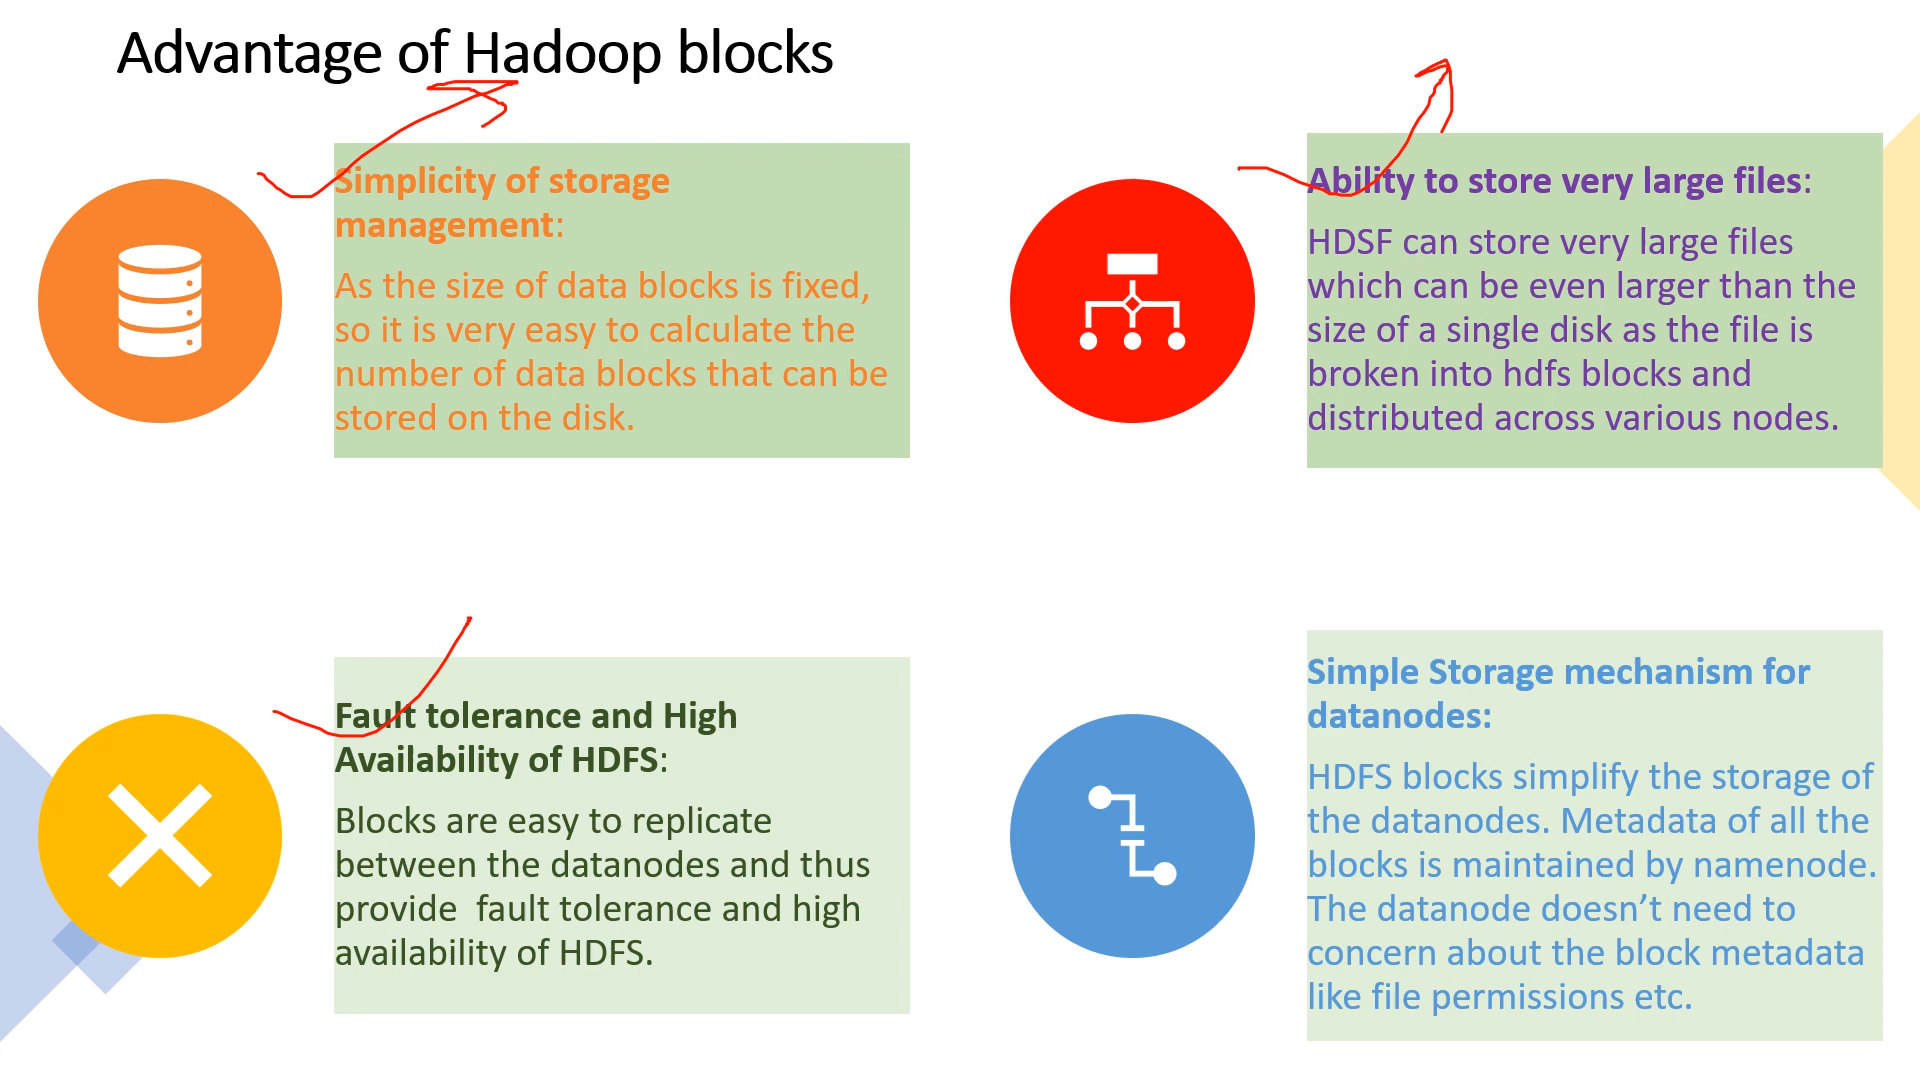 Advantage of Hadoop blocks
Simplicity of storage
management:
As the size of data blocks is fixed,
so it is very easy to calculate the
number of data blocks that can be
stored on the disk.
Ability to store very large files:
HDSF can store very large files
which can be even larger than the
size of a single disk as the file is
broken into hdfs blocks and
distributed across various nodes.
Fault tolerance and High
Availability of HDFS:
Blocks are easy to replicate
between the datanodes and thus
provide  fault tolerance and high
availability of HDFS.
Simple Storage mechanism for
datanodes:
HDFS blocks simplify the storage of
the datanodes. Metadata of all the
blocks is maintained by namenode.
The datanode doesn’t need to
concern about the block metadata
like file permissions etc.